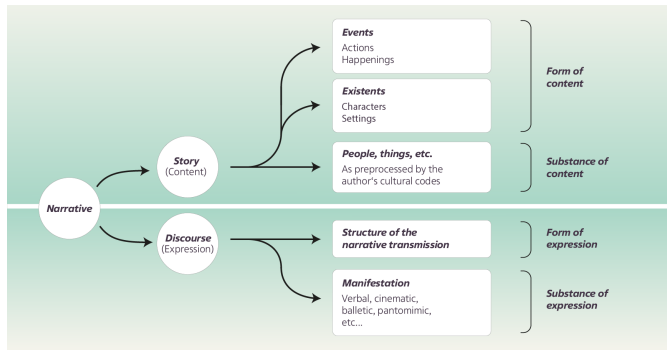 Events
Actions
Happenings
Form of
content
Existents
Characters
Settings
Story
(Content)
People, things, etc.
As preprocessed by the
author's cultural codes
Substance of
content
Narrative
Discourse
(Expression)
Structure of the
narrative transmission
Form of
expression
Manifestation
Verbal, cinematic,
balletic, pantomimic,
etc...
Substance of
expression